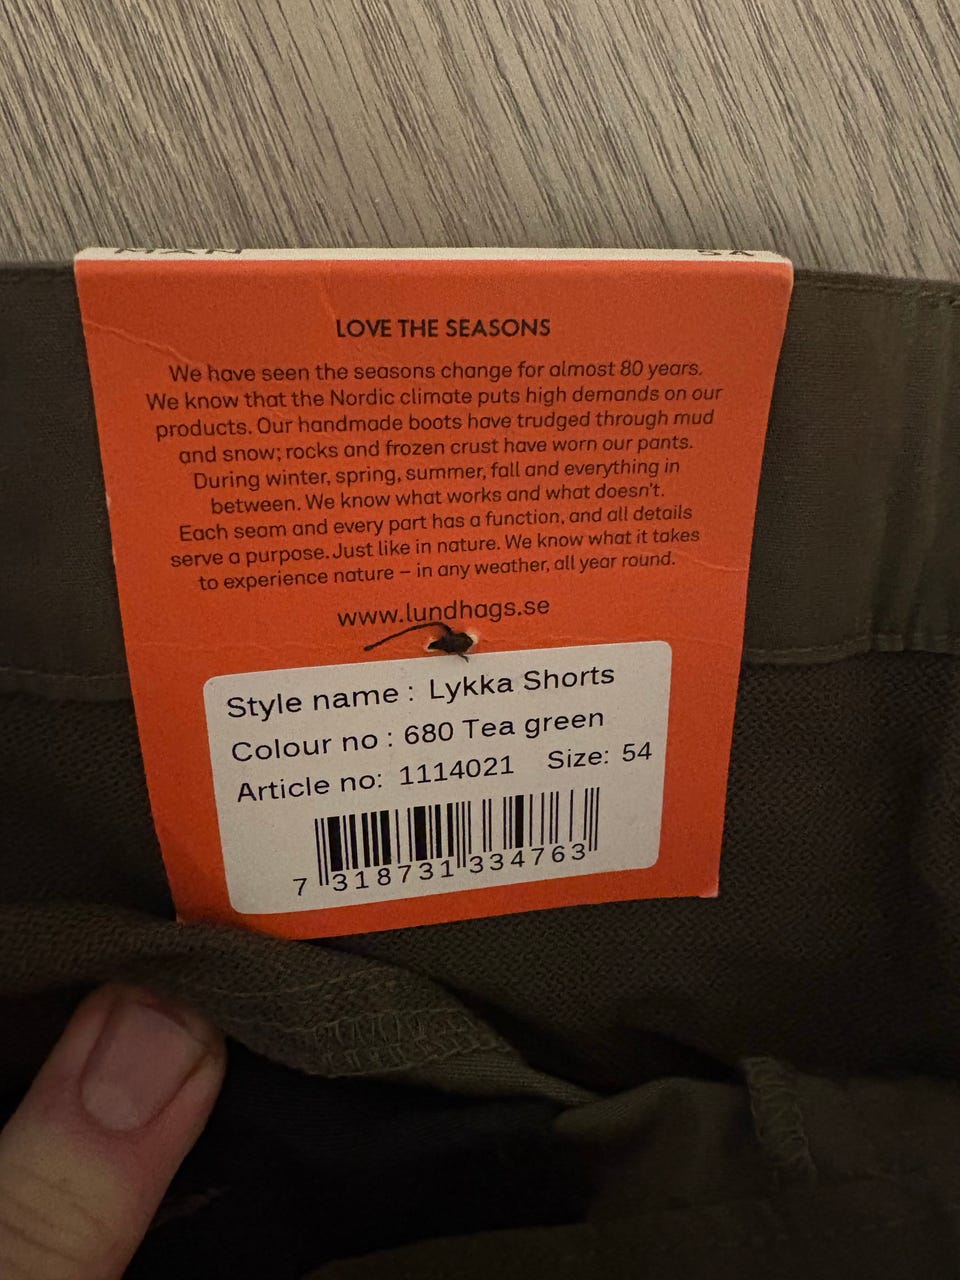 MAN 54
LOVE THE SEASONS
We have seen the seasons change for almost 80 years.
We know that the Nordic climate puts high demands on our
products. Our handmade boots have trudged through mud
and snow; rocks and frozen crust have worn our pants.
During winter, spring, summer, fall and everything in
between. We know what works and what doesn't.
Each seam and every part has a function, and all details
serve a purpose. Just like in nature. We know what it takes
to experience nature – in any weather, all year round.
www.lundhags.se
Style name : Lykka Shorts
Colour no : 680 Tea green
Article no: 1114021 Size: 54
7 318731 334763